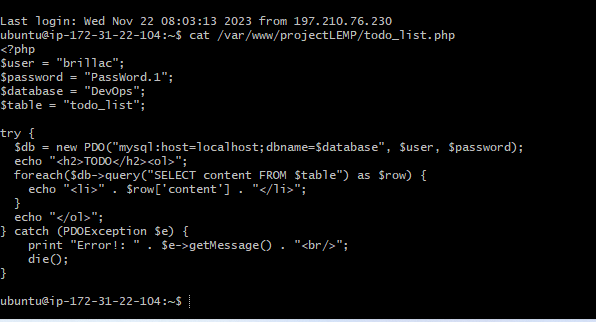 Last login: Wed Nov 22 08:03:13 2023 from 197.210.76.230
ubuntu@ip-172-31-22-104:~$ cat /var/www/projectLEMP/todo_list.php
<?php
$user = "brillac";
$password = "PassWord.1";
$database = "DevOps";
$table = "todo_list";

try {
  $db = new PDO("mysql:host=localhost;dbname=$database", $user, $password);
  echo "<h2>TODO</h2><ol>";
  foreach($db->query("SELECT content FROM $table") as $row) {
    echo "<li>" . $row['content'] . "</li>";
  }
  echo "</ol>";
} catch (PDOException $e) {
    print "Error!: " . $e->getMessage() . "<br/>";
    die();
}

ubuntu@ip-172-31-22-104:~$